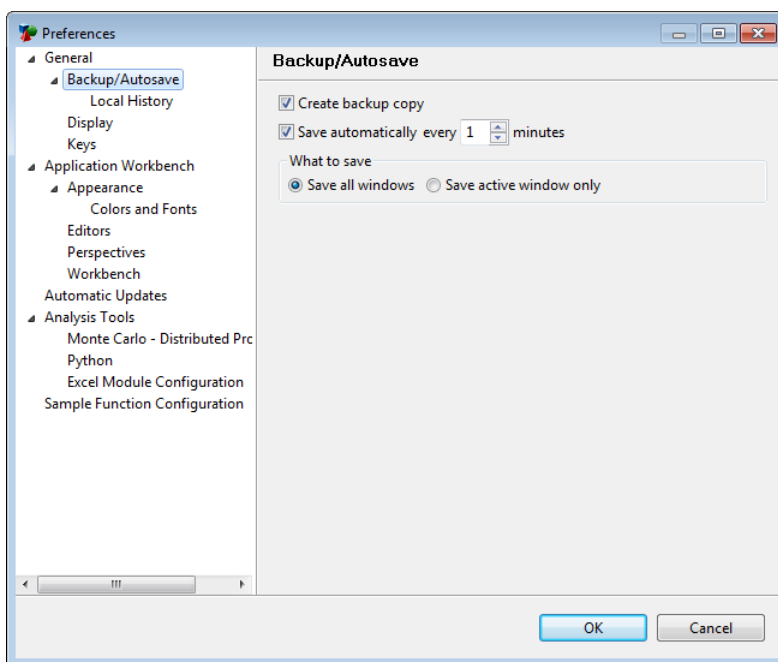 Preferences
General
Backup/Autosave
Local History
Display
Keys
Application Workbench
Appearance
Colors and Fonts
Editors
Perspectives
Workbench
Automatic Updates
Analysis Tools
Monte Carlo - Distributed Prc
Python
Excel Module Configuration
Sample Function Configuration
Backup/Autosave
Create backup copy
Save automatically every 1 minutes
What to save
Save all windows Save active window only
OK Cancel